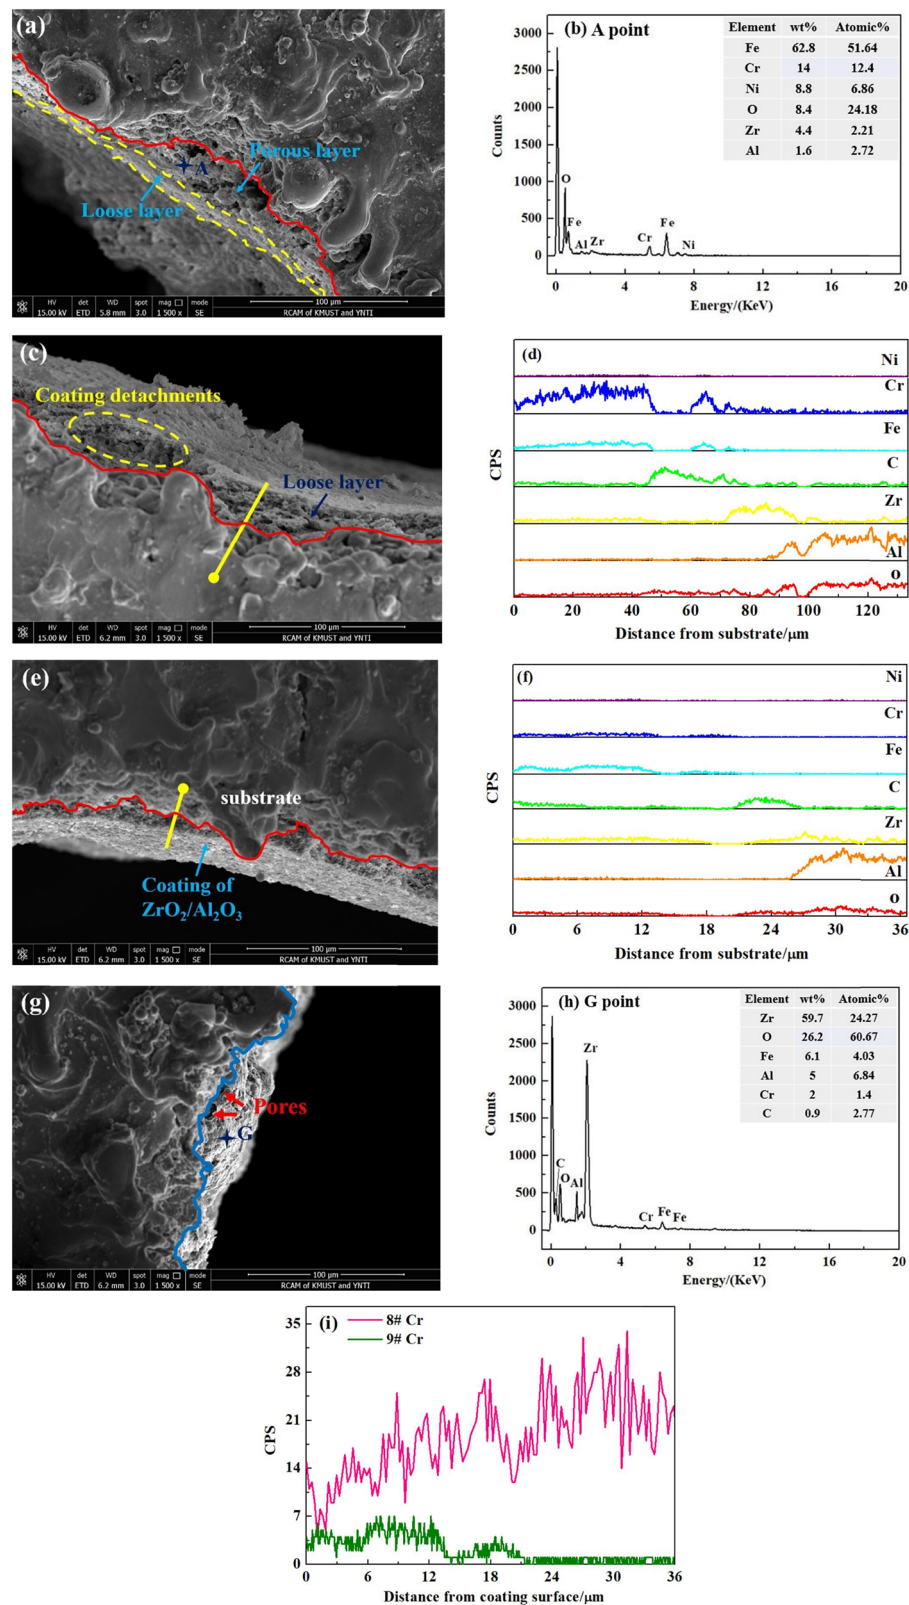 (a)
Porous layer
A
Loose layer
HV det WD spot mag □ mode
15.00 kV ETD 5.8 mm 3.0 1 500 x SE
100 μm
RCAM of KMUST and YNTI
(b) A point
Element wt% Atomic%
Fe 62.8 51.64
Cr 14 12.4
Ni 8.8 6.86
O 8.4 24.18
Zr 4.4 2.21
Al 1.6 2.72
3000
2500
2000
1500
1000
500
0
Counts
O
Fe
Al
Zr
Cr
Fe
Ni
0 4 8 12 16 20
Energy/(KeV)
(c)
Coating detachments
Loose layer
HV det WD spot mag □ mode
15.00 kV ETD 6.2 mm 3.0 1 500 x SE
100 μm
RCAM of KMUST and YNTI
(d)
Ni
Cr
Fe
C
Zr
Al
O
CPS
0 20 40 60 80 100 120
Distance from substrate/μm
(e)
substrate
Coating of
ZrO₂/Al₂O₃
HV det WD spot mag □ mode
15.00 kV ETD 6.2 mm 3.0 1 500 x SE
100 μm
RCAM of KMUST and YNTI
(f)
Ni
Cr
Fe
C
Zr
Al
O
CPS
0 6 12 18 24 30 36
Distance from substrate/μm
(g)
Pores
G
HV det WD spot mag □ mode
15.00 kV ETD 6.2 mm 3.0 1 500 x SE
100 μm
RCAM of KMUST and YNTI
(h) G point
Element wt% Atomic%
Zr 59.7 24.27
O 26.2 60.67
Fe 6.1 4.03
Al 5 6.84
Cr 2 1.4
C 0.9 2.77
3000
2500
2000
1500
1000
500
0
Counts
Zr
C
O
Al
Cr
Fe
Fe
0 4 8 12 16 20
Energy/(KeV)
(i)
8# Cr
9# Cr
35
28
21
14
7
0
CPS
0 6 12 18 24 30 36
Distance from coating surface/μm